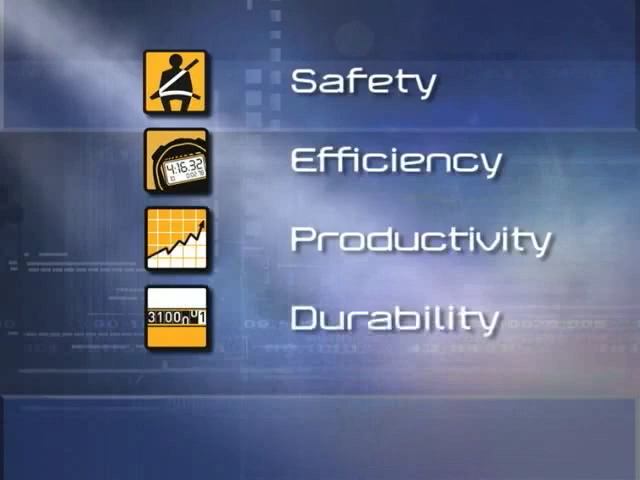 Safety
4:16.32
Efficiency
Productivity
3100
Durability